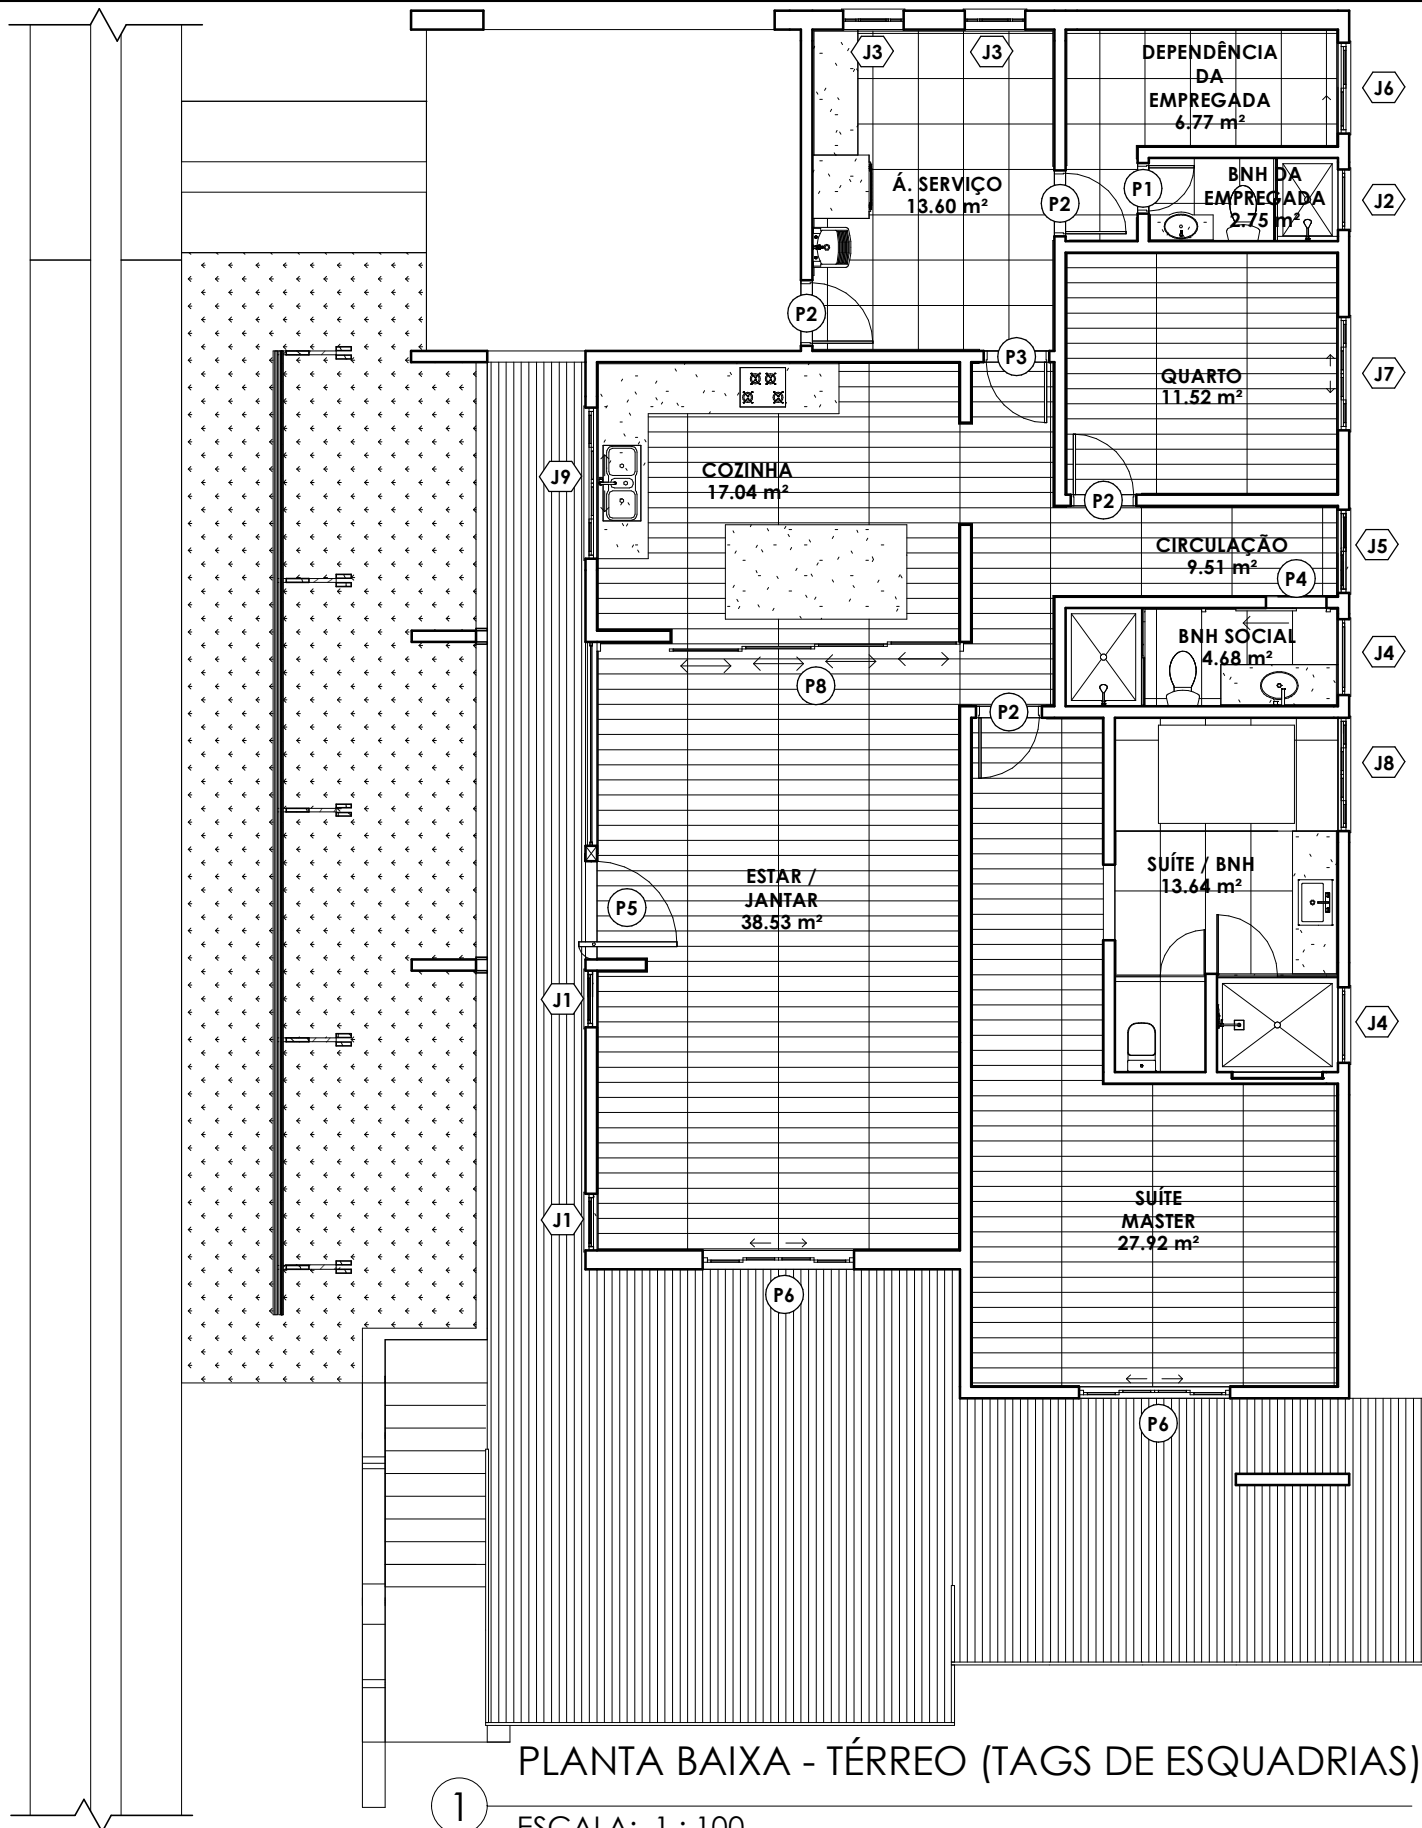 J3
J3
DEPENDÊNCIA
DA
EMPREGADA
6.77 m²
J6
Á. SERVIÇO
13.60 m²
P2
P1
BNH DA
EMPREGADA
2.75 m²
J2
P2
P3
QUARTO
11.52 m²
J7
J9
COZINHA
17.04 m²
P2
CIRCULAÇÃO
9.51 m²
J5
P4
BNH SOCIAL
4.68 m²
J4
P8
P2
J8
SUÍTE / BNH
13.64 m²
ESTAR /
JANTAR
38.53 m²
P5
J1
J4
J1
SUÍTE
MASTER
27.92 m²
P6
P6
PLANTA BAIXA - TÉRREO (TAGS DE ESQUADRIAS)
1
ESCALA: 1 : 100